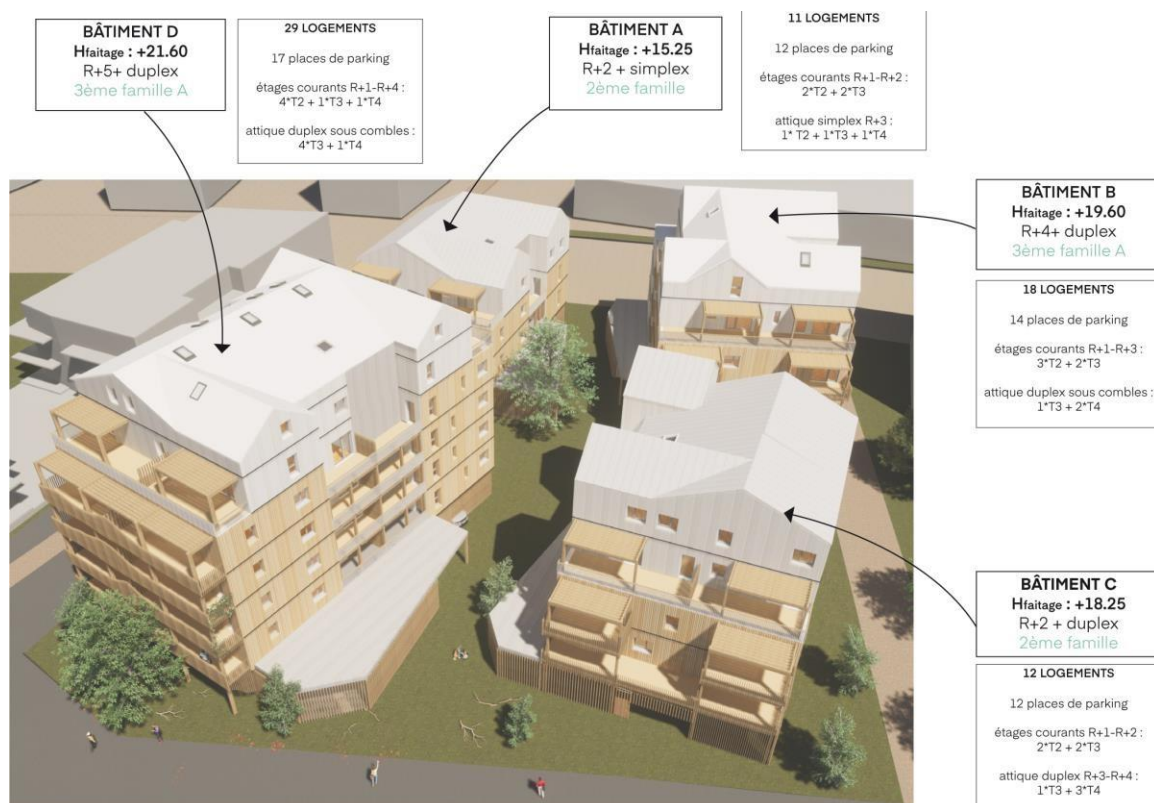 BÂTIMENT D
Hfaitage : +21.60
R+5+ duplex
3ème famille A
29 LOGEMENTS
17 places de parking
étages courants R+1-R+4 :
4*T2 + 1*T3 + 1*T4
attique duplex sous combles :
4*T3 + 1*T4
BÂTIMENT A
Hfaitage : +15.25
R+2 + simplex
2ème famille
11 LOGEMENTS
12 places de parking
étages courants R+1-R+2 :
2*T2 + 2*T3
attique simplex R+3 :
1* T2 + 1*T3 + 1*T4
BÂTIMENT B
Hfaitage : +19.60
R+4+ duplex
3ème famille A
18 LOGEMENTS
14 places de parking
étages courants R+1-R+3 :
3*T2 + 2*T3
attique duplex sous combles :
1*T3 + 2*T4
BÂTIMENT C
Hfaitage : +18.25
R+2 + duplex
2ème famille
12 LOGEMENTS
12 places de parking
étages courants R+1-R+2 :
2*T2 + 2*T3
attique duplex R+3-R+4 :
1*T3 + 3*T4